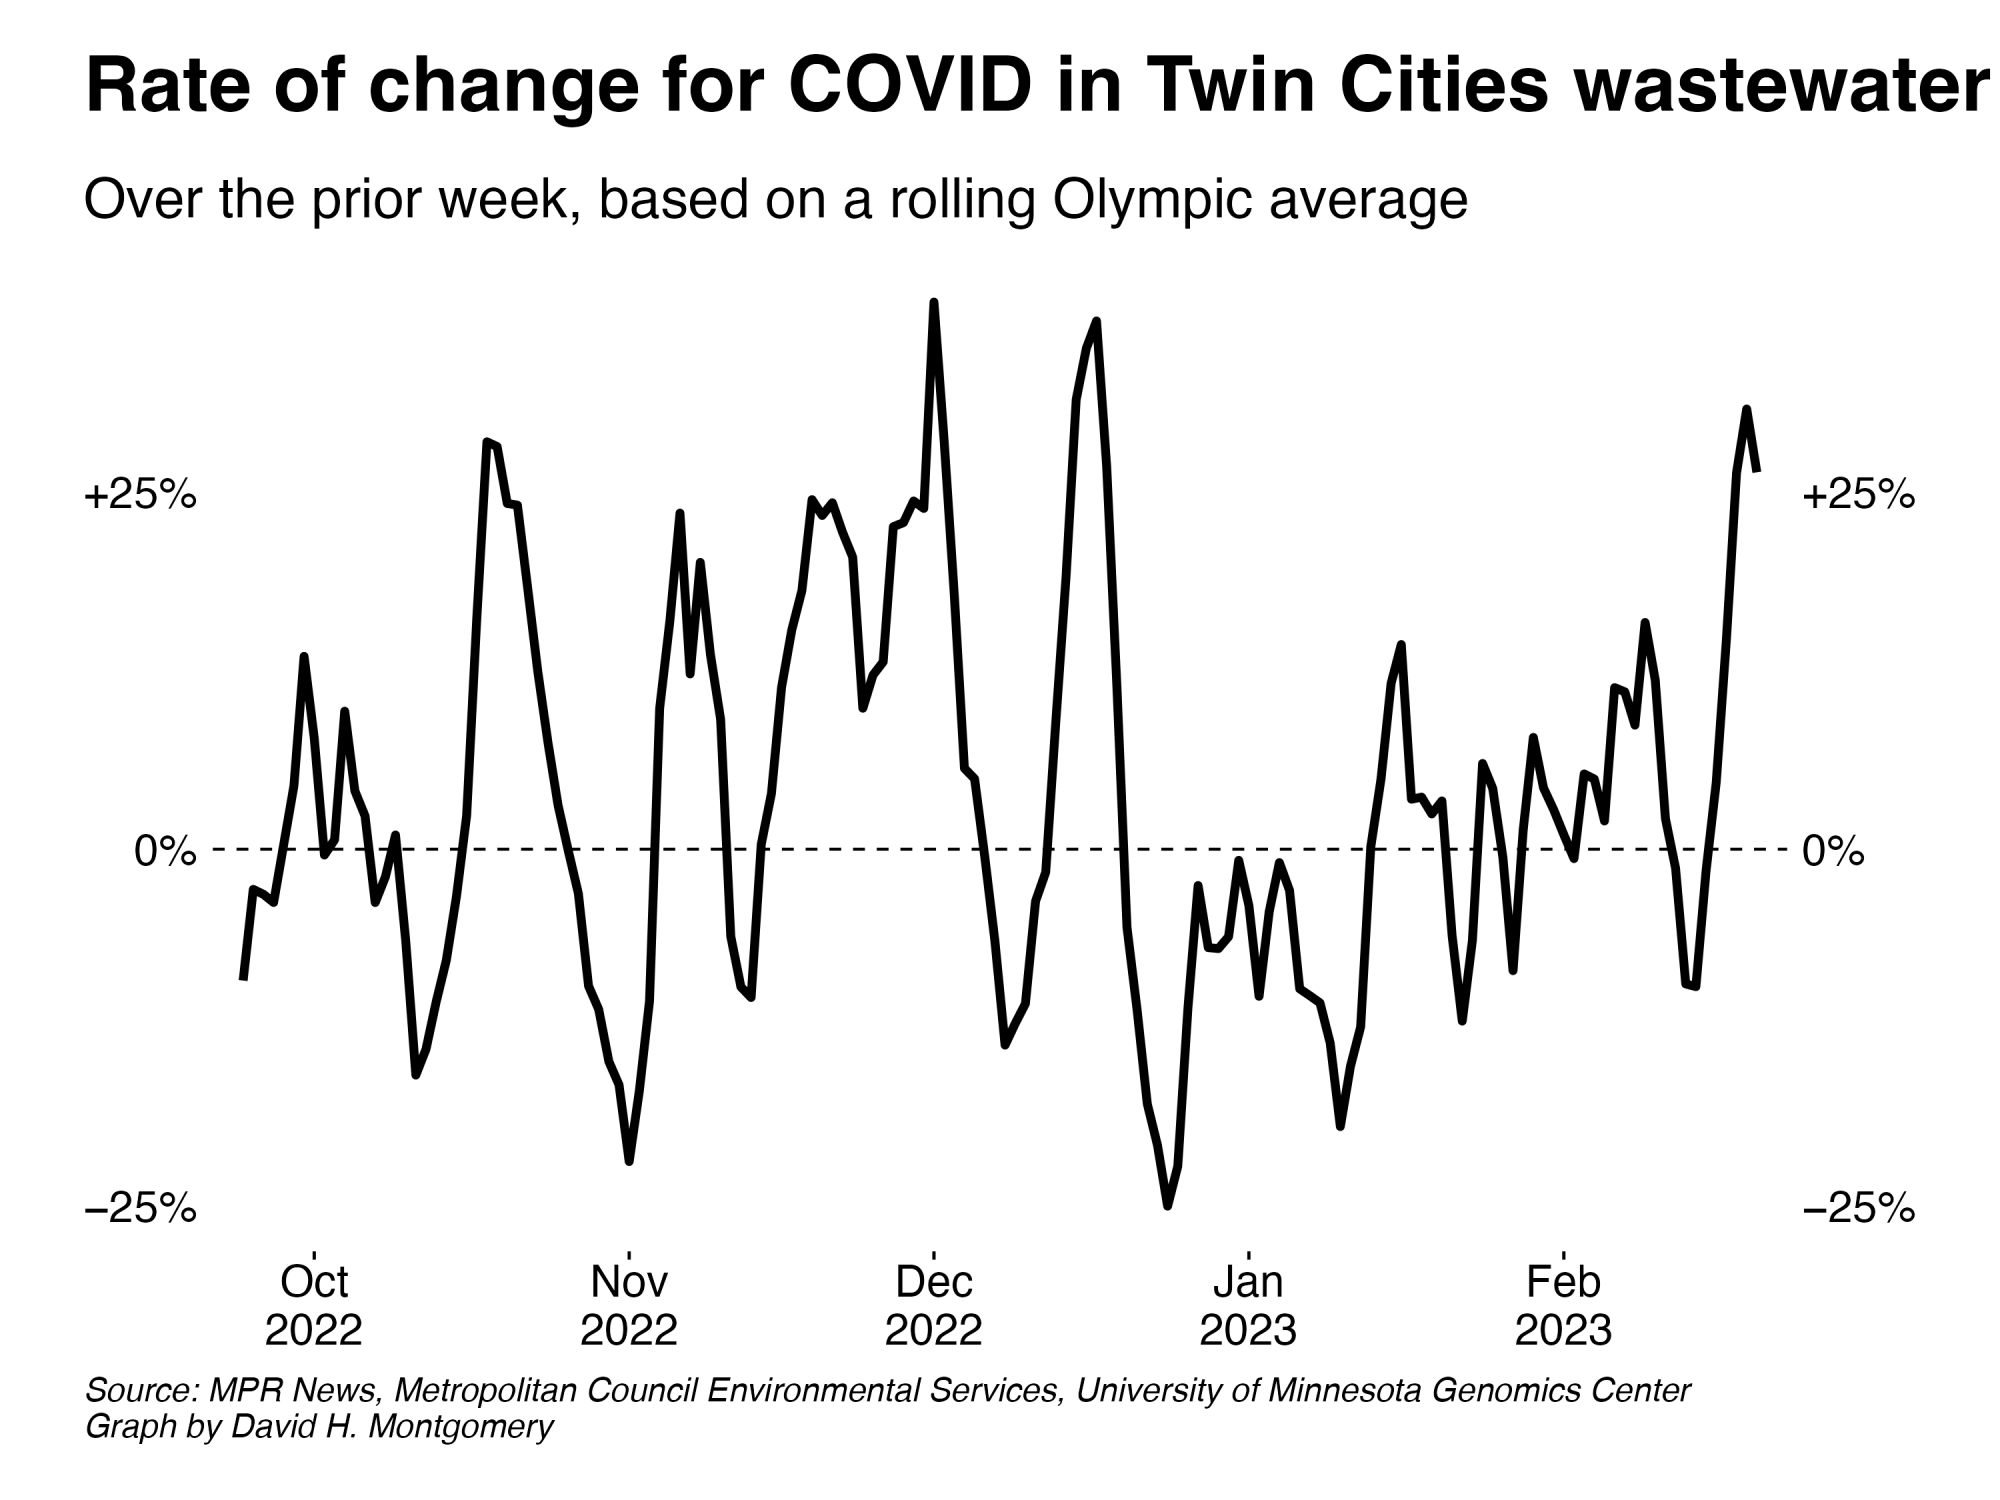 Rate of change for COVID in Twin Cities wastewater
Over the prior week, based on a rolling Olympic average
+25% +25%
0% 0%
−25% −25%
Oct Nov Dec Jan Feb
2022 2022 2022 2023 2023
Source: MPR News, Metropolitan Council Environmental Services, University of Minnesota Genomics Center
Graph by David H. Montgomery